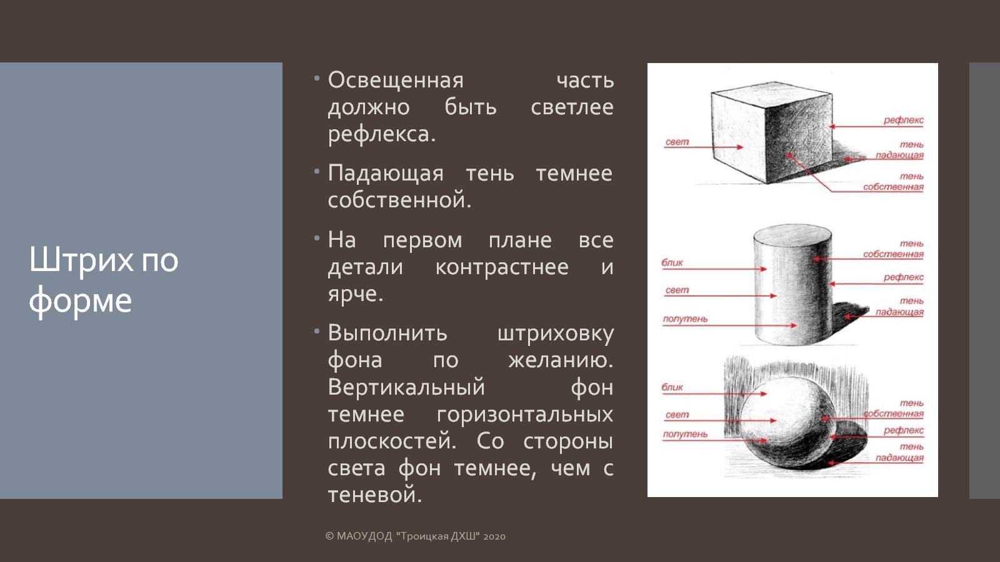 Штрих по
форме
• Освещенная часть
должно быть светлее
рефлекса.
• Падающая тень темнее
собственной.
• На первом плане все
детали контрастнее и
ярче.
• Выполнить штриховку
фона по желанию.
Вертикальный фон
темнее горизонтальных
плоскостей. Со стороны
света фон темнее, чем с
теневой.
рефлекс
свет
тень
падающая
тень
собственная
тень
собственная
блик
рефлекс
свет
тень
падающая
полутень
блик
тень
собственная
свет
рефлекс
полутень
тень
падающая
© МАОУДОД "Троицкая ДХШ" 2020